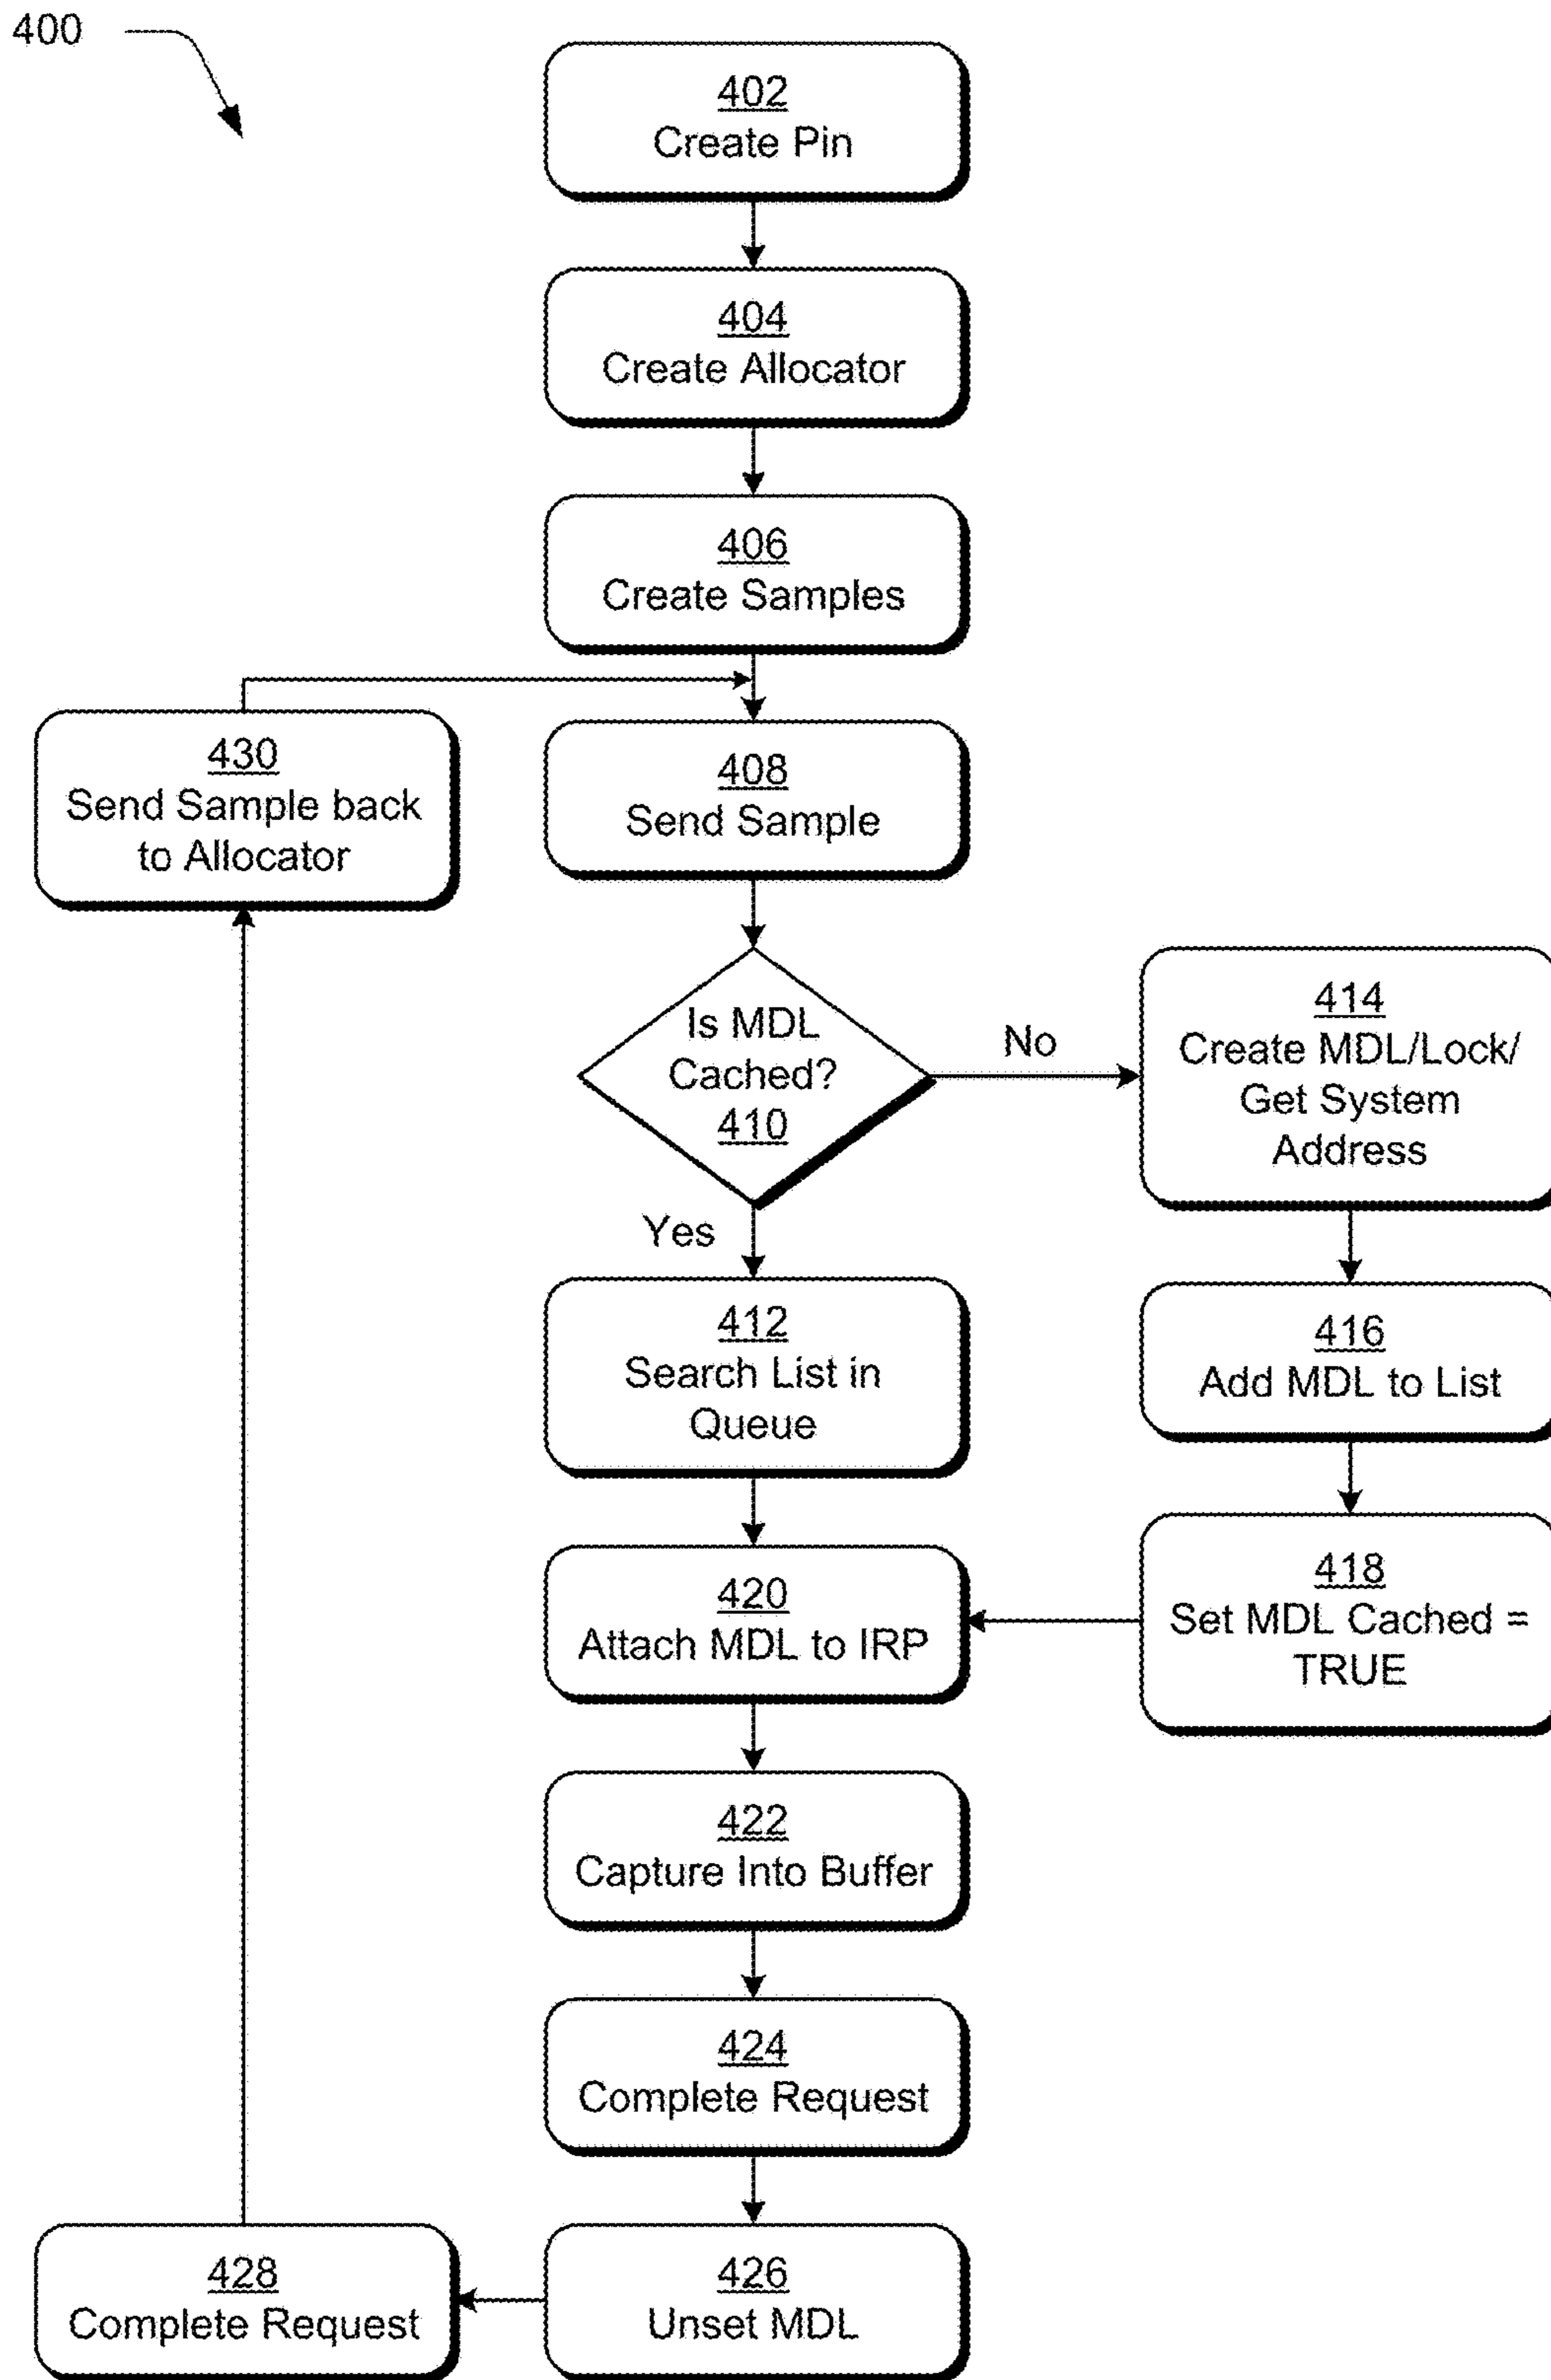 400
402
Create Pin
404
Create Allocator
406
Create Samples
430
Send Sample back
to Allocator
408
Send Sample
Is MDL
Cached?
410
No
414
Create MDL/Lock/
Get System
Address
Yes
412
Search List in
Queue
416
Add MDL to List
420
Attach MDL to IRP
418
Set MDL Cached =
TRUE
422
Capture Into Buffer
424
Complete Request
428
Complete Request
426
Unset MDL